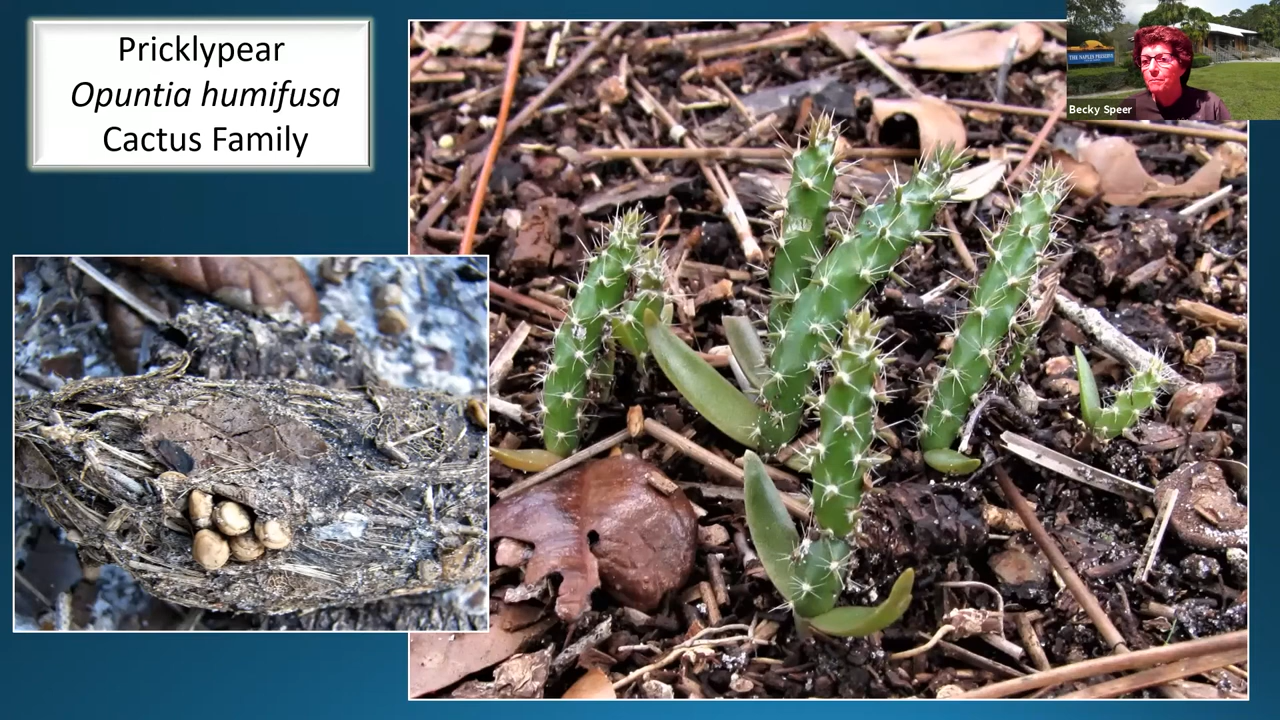 Pricklypear
Opuntia humifusa
Cactus Family
THE NAPLES PRESERVE
Becky Speer